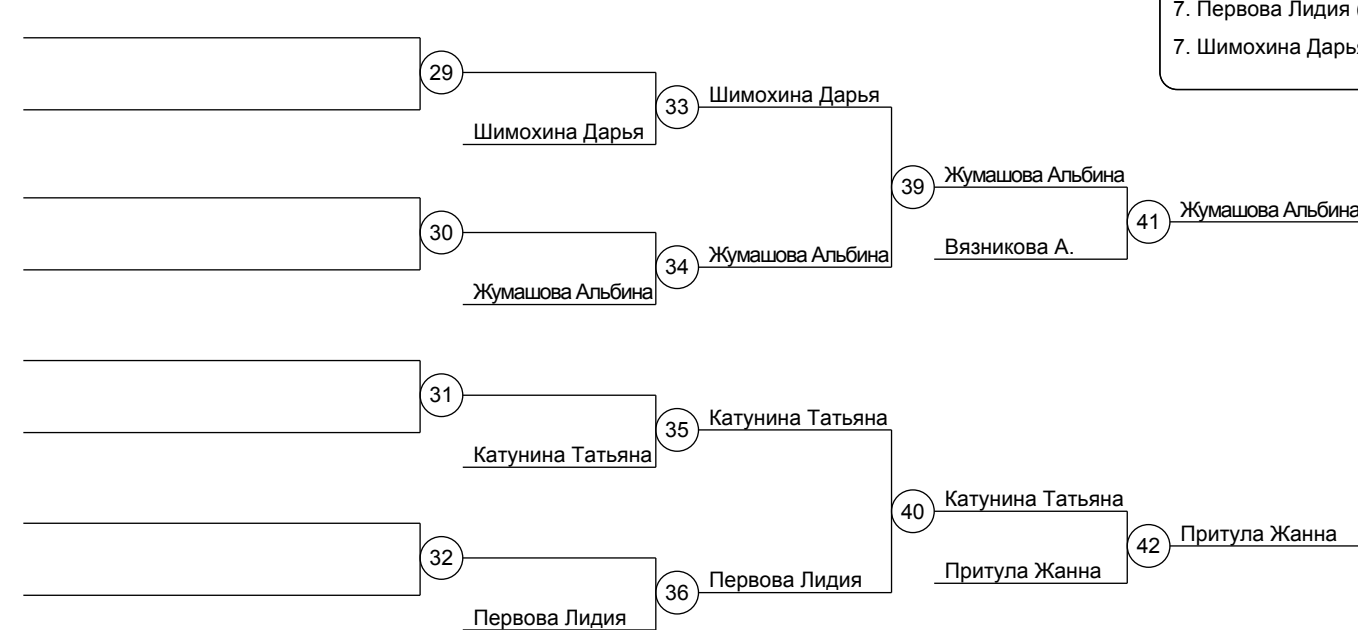 7. Первова Лидия (
7. Шимохина Дарья
29
33
Шимохина Дарья
Шимохина Дарья
39
Жумашова Альбина
41
Жумашова Альбина
30
34
Жумашова Альбина
Вязникова А.
Жумашова Альбина
31
35
Катунина Татьяна
Катунина Татьяна
40
Катунина Татьяна
42
Притула Жанна
32
36
Первова Лидия
Притула Жанна
Первова Лидия